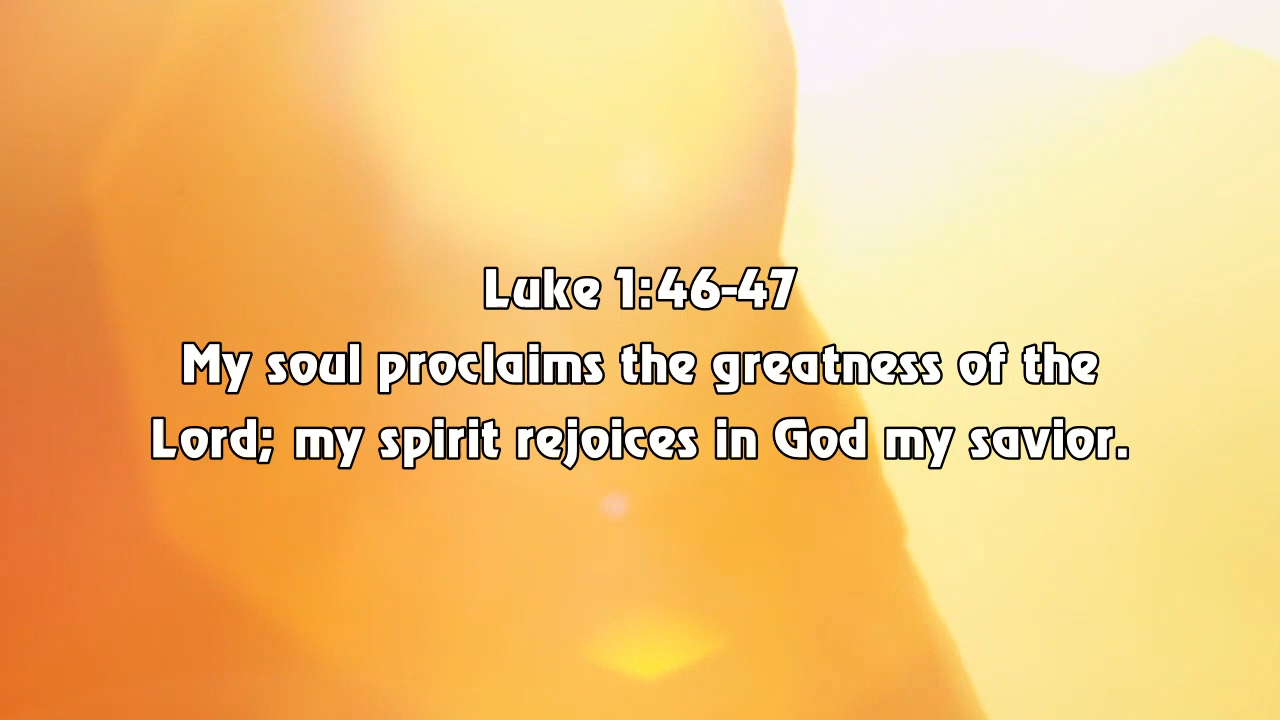 Luke 1:46-47
My soul proclaims the greatness of the
Lord; my spirit rejoices in God my savior.